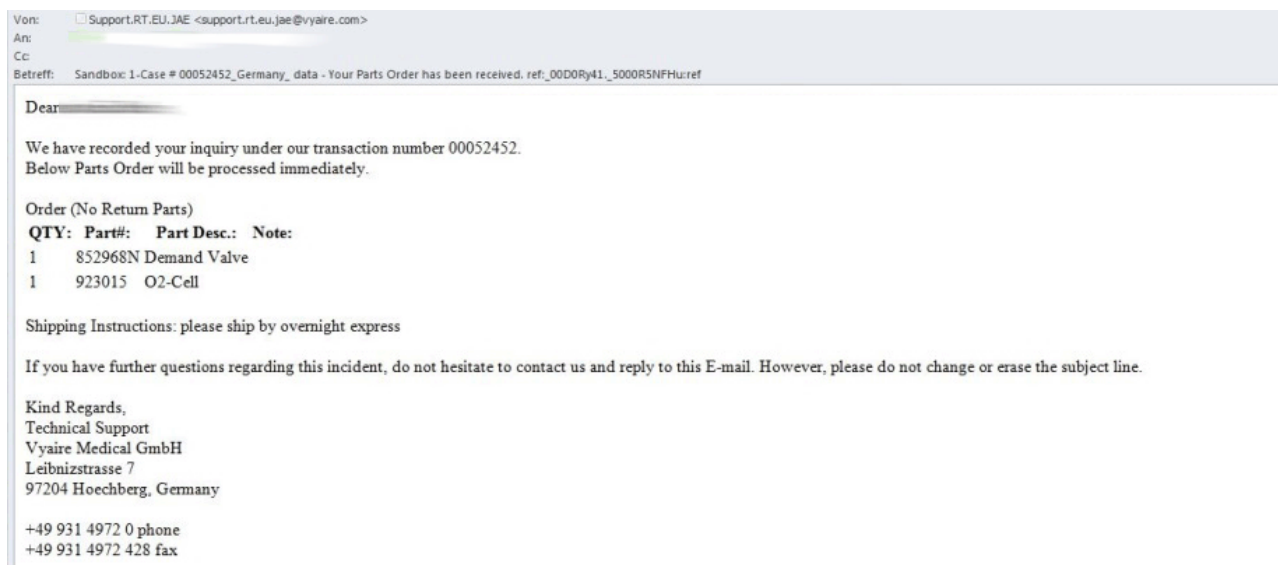 Von: Support.RT.EU.JAE <support.rt.eu.jae@vyaire.com>
An:
Cc:
Betreff: Sandbox: 1-Case # 00052452_Germany_ data - Your Parts Order has been received. ref:_00D0Ry41._5000R5NFHu:ref
Dear
We have recorded your inquiry under our transaction number 00052452.
Below Parts Order will be processed immediately.
Order (No Return Parts)
QTY: Part#: Part Desc.: Note:
1 852968N Demand Valve
1 923015 O2-Cell
Shipping Instructions: please ship by overnight express
If you have further questions regarding this incident, do not hesitate to contact us and reply to this E-mail. However, please do not change or erase the subject line.
Kind Regards,
Technical Support
Vyaire Medical GmbH
Leibnizstrasse 7
97204 Hoechberg, Germany
+49 931 4972 0 phone
+49 931 4972 428 fax